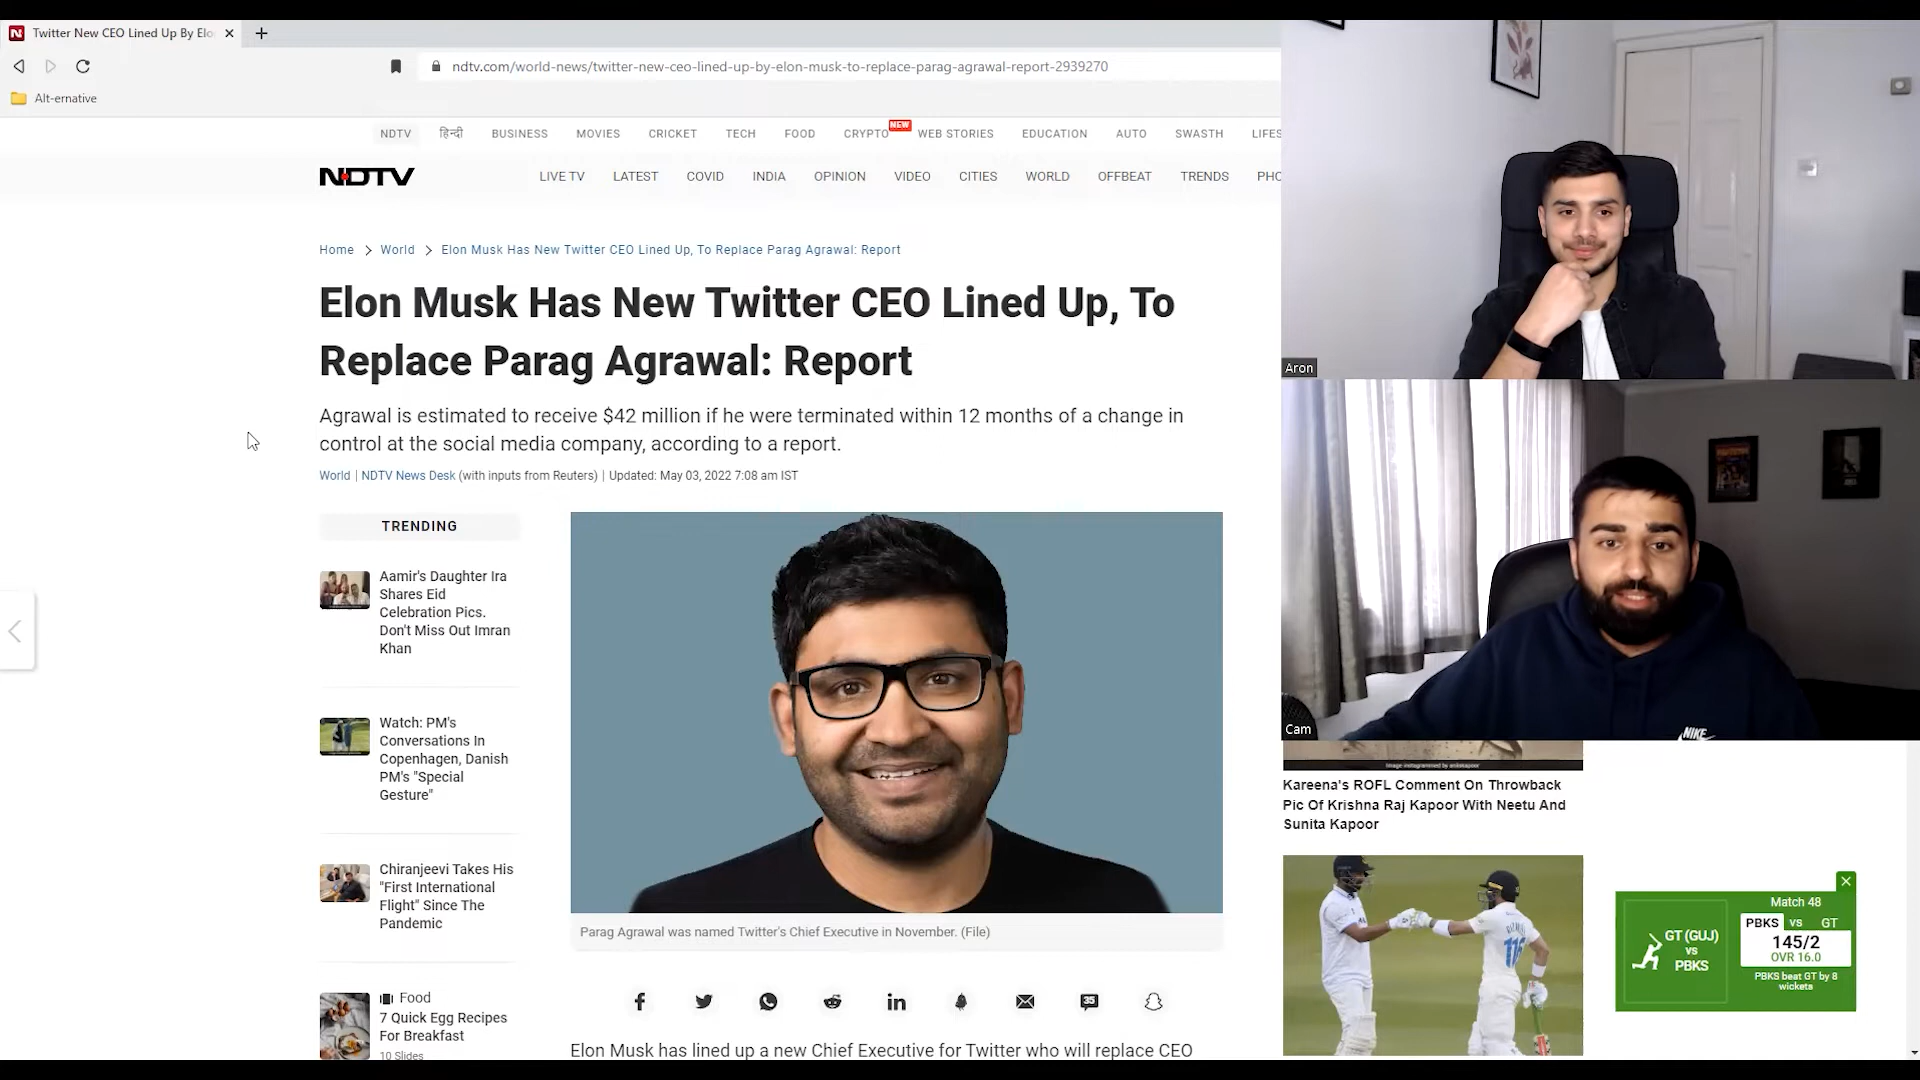 Twitter New CEO Lined Up By Elo
ndtv.com/world-news/twitter-new-ceo-lined-up-by-elon-musk-to-replace-parag-agrawal-report-2939270
Alt-ernative
NDTV हिन्दी BUSINESS MOVIES CRICKET TECH FOOD CRYPTO NEW WEB STORIES EDUCATION AUTO SWASTH LIFES
NDTV LIVE TV LATEST COVID INDIA OPINION VIDEO CITIES WORLD OFFBEAT TRENDS PHO
Home > World > Elon Musk Has New Twitter CEO Lined Up, To Replace Parag Agrawal: Report
Elon Musk Has New Twitter CEO Lined Up, To
Replace Parag Agrawal: Report
Agrawal is estimated to receive $42 million if he were terminated within 12 months of a change in
control at the social media company, according to a report.
World | NDTV News Desk (with inputs from Reuters) | Updated: May 03, 2022 7:08 am IST
TRENDING
Aamir's Daughter Ira
Shares Eid
Celebration Pics.
Don't Miss Out Imran
Khan
Watch: PM's
Conversations In
Copenhagen, Danish
PM's "Special
Gesture"
Chiranjeevi Takes His
"First International
Flight" Since The
Pandemic
Food
7 Quick Egg Recipes
For Breakfast
10 Slides
Parag Agrawal was named Twitter's Chief Executive in November. (File)
35
Elon Musk has lined up a new Chief Executive for Twitter who will replace CEO
Aron
Cam
NIKE
Image instagrammed by anilskapoor
Kareena's ROFL Comment On Throwback
Pic Of Krishna Raj Kapoor With Neetu And
Sunita Kapoor
Match 48
GT (GUJ)
vs
PBKS
PBKS vs GT
145/2
OVR 16.0
PBKS beat GT by 8
wickets